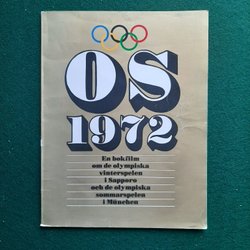 OS
1972
En bokfilm
om de olympiska
vinterspelen
i Sapporo
och de olympiska
sommarspelen
i München